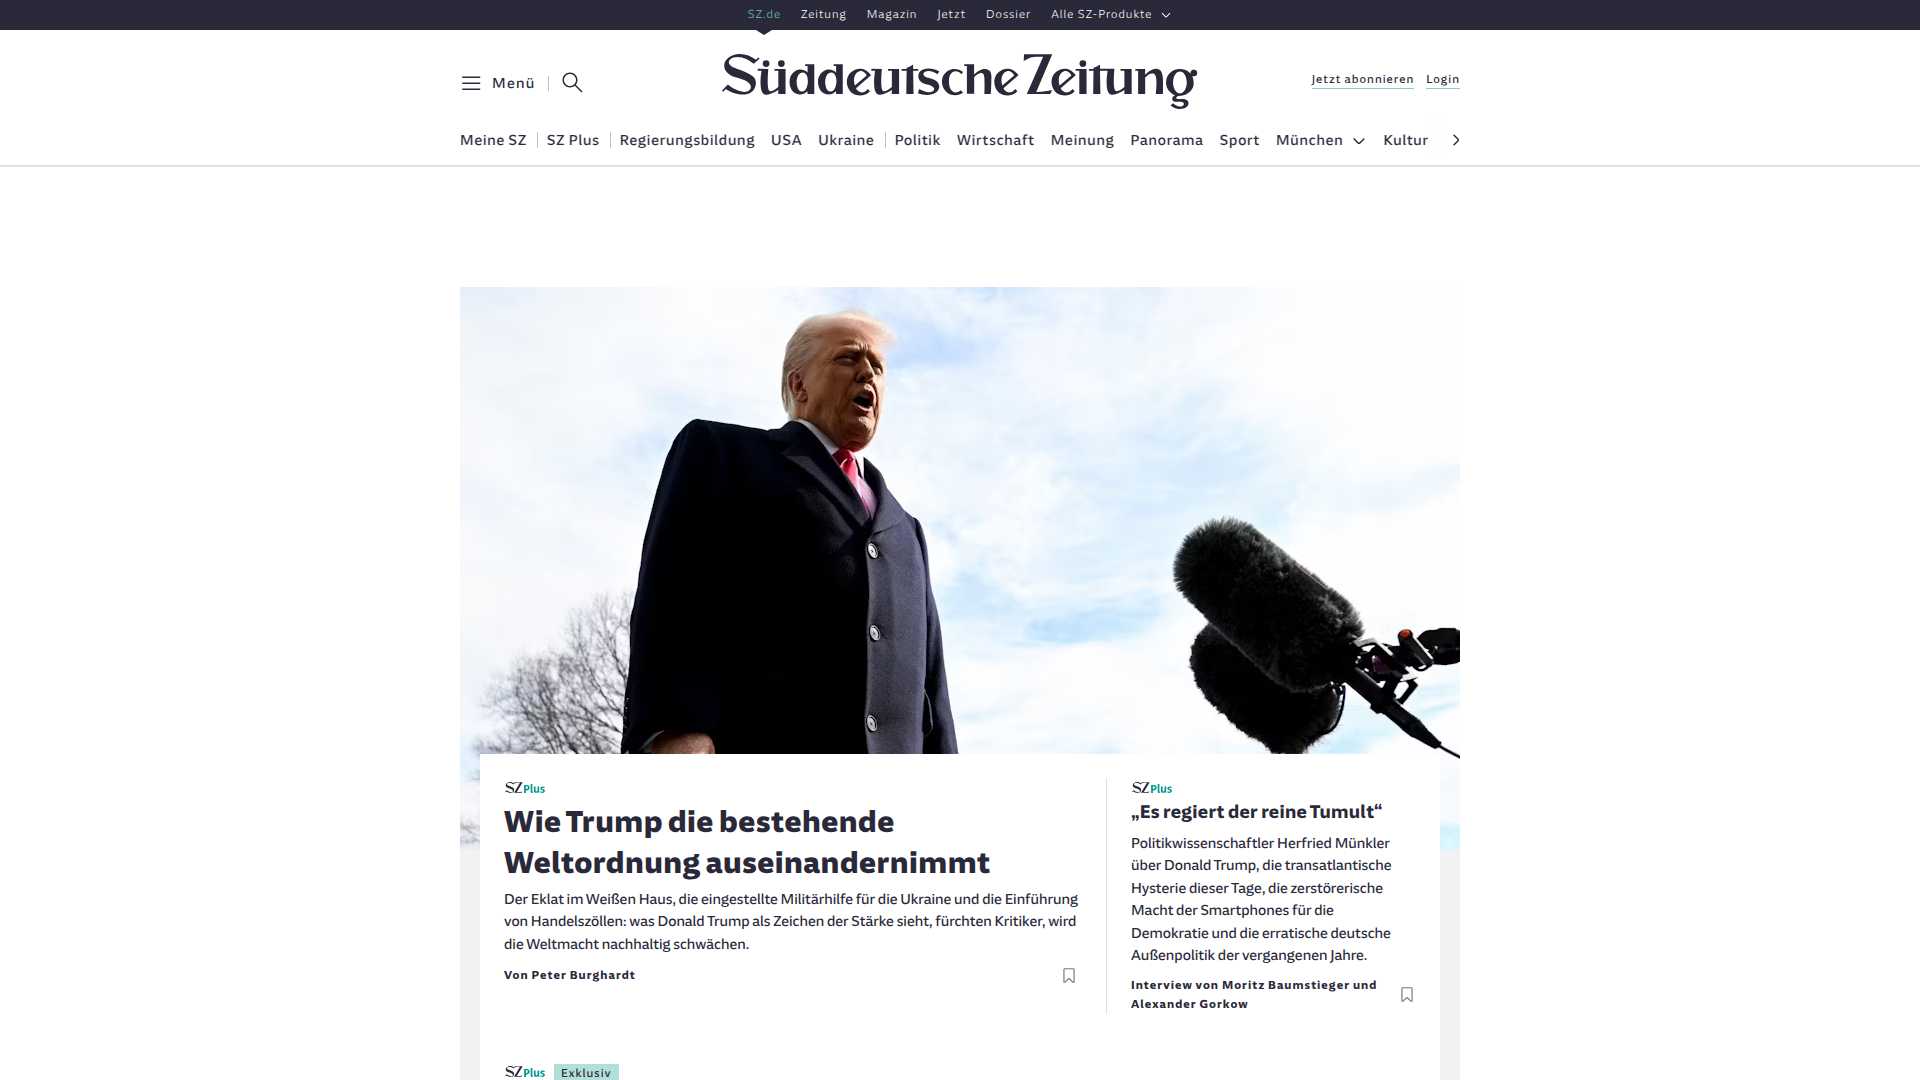 SZ.de Zeitung Magazin Jetzt Dossier Alle SZ-Produkte
Menü
Süddeutsche Zeitung
Jetzt abonnieren Login
Meine SZ SZ Plus Regierungsbildung USA Ukraine Politik Wirtschaft Meinung Panorama Sport München Kultur
SZ Plus
Wie Trump die bestehende
Weltordnung auseinandernimmt
Der Eklat im Weißen Haus, die eingestellte Militärhilfe für die Ukraine und die Einführung
von Handelszöllen: was Donald Trump als Zeichen der Stärke sieht, fürchten Kritiker, wird
die Weltmacht nachhaltig schwächen.
Von Peter Burghardt
SZ Plus
„Es regiert der reine Tumult“
Politikwissenschaftler Herfried Münkler
über Donald Trump, die transatlantische
Hysterie dieser Tage, die zerstörerische
Macht der Smartphones für die
Demokratie und die erratische deutsche
Außenpolitik der vergangenen Jahre.
Interview von Moritz Baumstieger und
Alexander Gorkow
SZ Plus Exklusiv